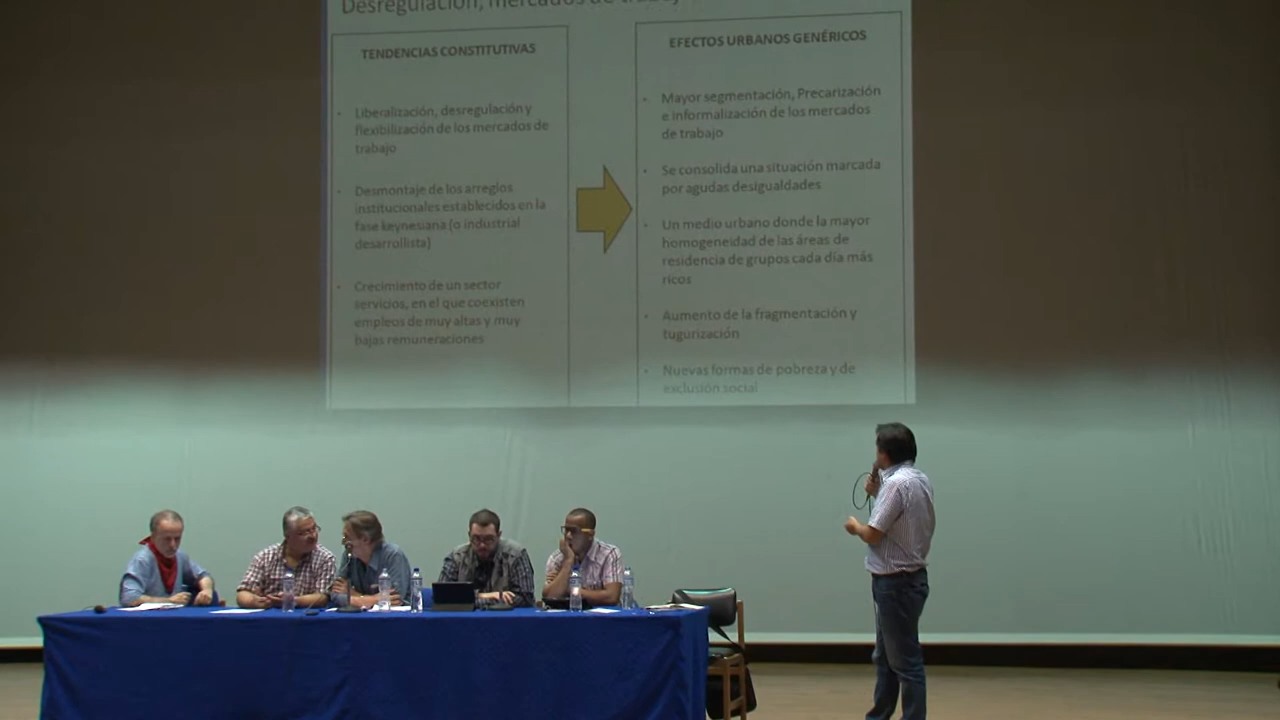 Desregulación, mercados de trabajo
TENDENCIAS CONSTITUTIVAS
Liberalización, desregulación y
flexibilización de los mercados de
trabajo
Desmontaje de los arreglos
institucionales establecidos en la
fase keynesiana (o industrial
desarrollista)
Crecimiento de un sector
servicios, en el que coexisten
empleos de muy altas y muy
bajas remuneraciones
EFECTOS URBANOS GENÉRICOS
Mayor segmentación, Precarización
e informalización de los mercados
de trabajo
Se consolida una situación marcada
por agudas desigualdades
Un medio urbano donde la mayor
homogeneidad de las áreas de
residencia de grupos cada día más
ricos
Aumento de la fragmentación y
tugurización
Nuevas formas de pobreza y de
exclusión social